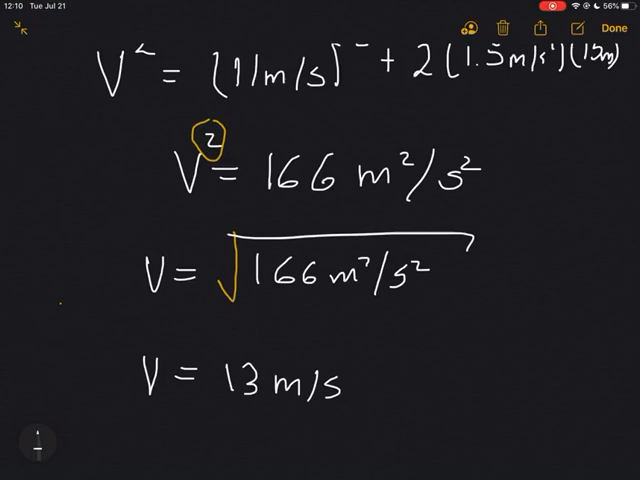 12:10 Tue Jul 21 56%
Done
V² = (11m/s)² + 2(1.5m/s²)(15m)
V² = 166 m²/s²
V = √166 m²/s²
V = 13 m/s